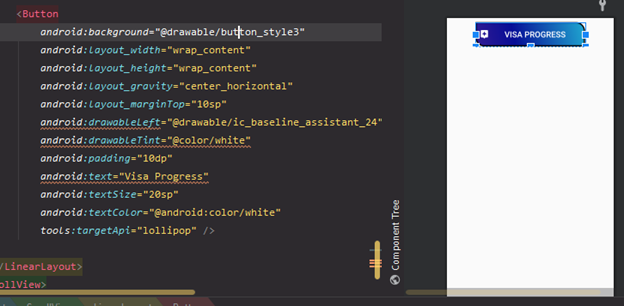 <Button
android:background="@drawable/button_style3"
android:layout_width="wrap_content"
android:layout_height="wrap_content"
android:layout_gravity="center_horizontal"
android:layout_marginTop="10sp"
android:drawableLeft="@drawable/ic_baseline_assistant_24"
android:drawableTint="@color/white"
android:padding="10dp"
android:text="Visa Progress"
android:textSize="20sp"
android:textColor="@android:color/white"
tools:targetApi="lollipop" />
/LinearLayout>
ollView>
VISA PROGRESS
Component Tree